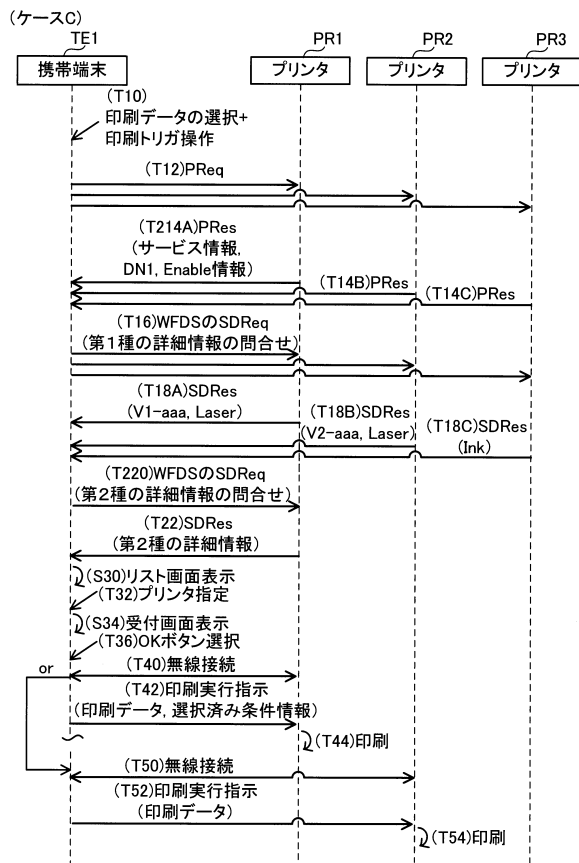 (ケースC)
TE1
PR1
PR2
PR3
携帯端末
プリンタ
プリンタ
プリンタ
(T10)
印刷データの選択+
印刷トリガ操作
(T12)PReq
(T214A)PRes
(サービス情報,
DN1, Enable情報)
(T14B)PRes
(T14C)PRes
(T16)WFDSのSDReq
(第1種の詳細情報の問合せ)
(T18A)SDRes
(V1-aaa, Laser)
(T18B)SDRes
(V2-aaa, Laser)
(T18C)SDRes
(Ink)
(T220)WFDSのSDReq
(第2種の詳細情報の問合せ)
(T22)SDRes
(第2種の詳細情報)
(S30)リスト画面表示
(T32)プリンタ指定
(S34)受付画面表示
(T36)OKボタン選択
or
(T40)無線接続
(T42)印刷実行指示
(印刷データ, 選択済み条件情報)
(T44)印刷
(T50)無線接続
(T52)印刷実行指示
(印刷データ)
(T54)印刷